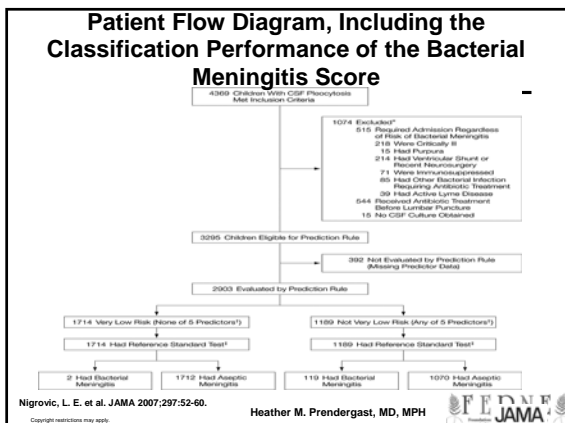 Patient Flow Diagram, Including the
Classification Performance of the Bacterial
Meningitis Score
4369 Children With CSF Pleocytosis
Met Inclusion Criteria
1074 Excluded*
515 Required Admission Regardless
of Risk of Bacterial Meningitis
218 Were Critically Ill
15 Had Purpura
214 Had Ventricular Shunt or
Recent Neurosurgery
71 Were Immunosuppressed
85 Had Other Bacterial Infection
Requiring Antibiotic Treatment
39 Had Active Lyme Disease
544 Received Antibiotic Treatment
Before Lumbar Puncture
15 No CSF Culture Obtained
3295 Children Eligible for Prediction Rule
392 Not Evaluated by Prediction Rule
(Missing Predictor Data)
2903 Evaluated by Prediction Rule
1714 Very Low Risk (None of 5 Predictors†)
1189 Not Very Low Risk (Any of 5 Predictors†)
1714 Had Reference Standard Test‡
1189 Had Reference Standard Test‡
2 Had Bacterial
Meningitis
1712 Had Aseptic
Meningitis
119 Had Bacterial
Meningitis
1070 Had Aseptic
Meningitis
Nigrovic, L. E. et al. JAMA 2007;297:52-60.
Heather M. Prendergast, MD, MPH
JAMA
Copyright restrictions may apply.